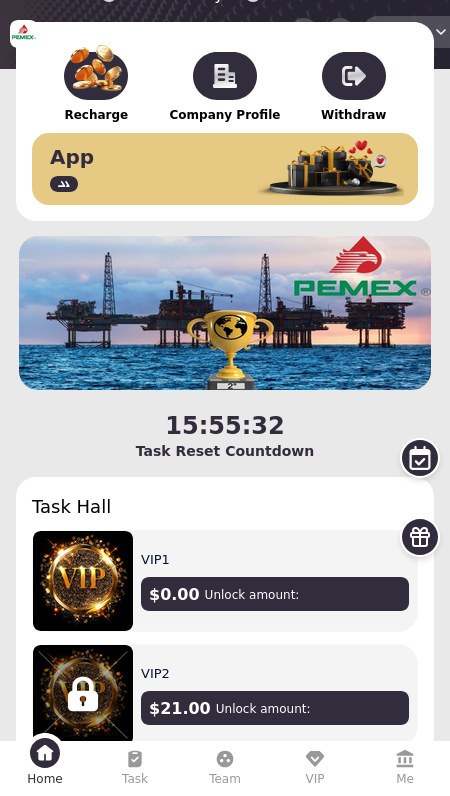 PEMEX
Recharge
Company Profile
Withdraw
App
PEMEX®
2º
15:55:32
Task Reset Countdown
Task Hall
VIP
VIP1
$0.00 Unlock amount:
VIP
VIP2
$21.00 Unlock amount:
Home
Task
Team
VIP
Me